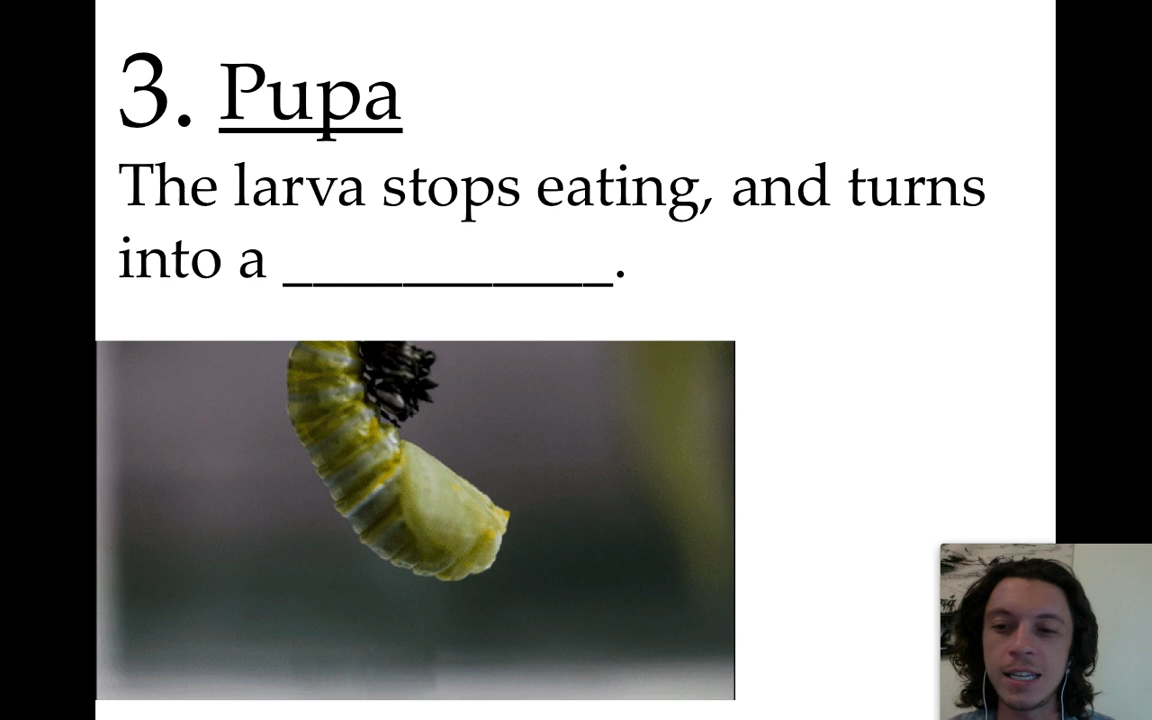 3. Pupa
The larva stops eating, and turns
into a ___________.